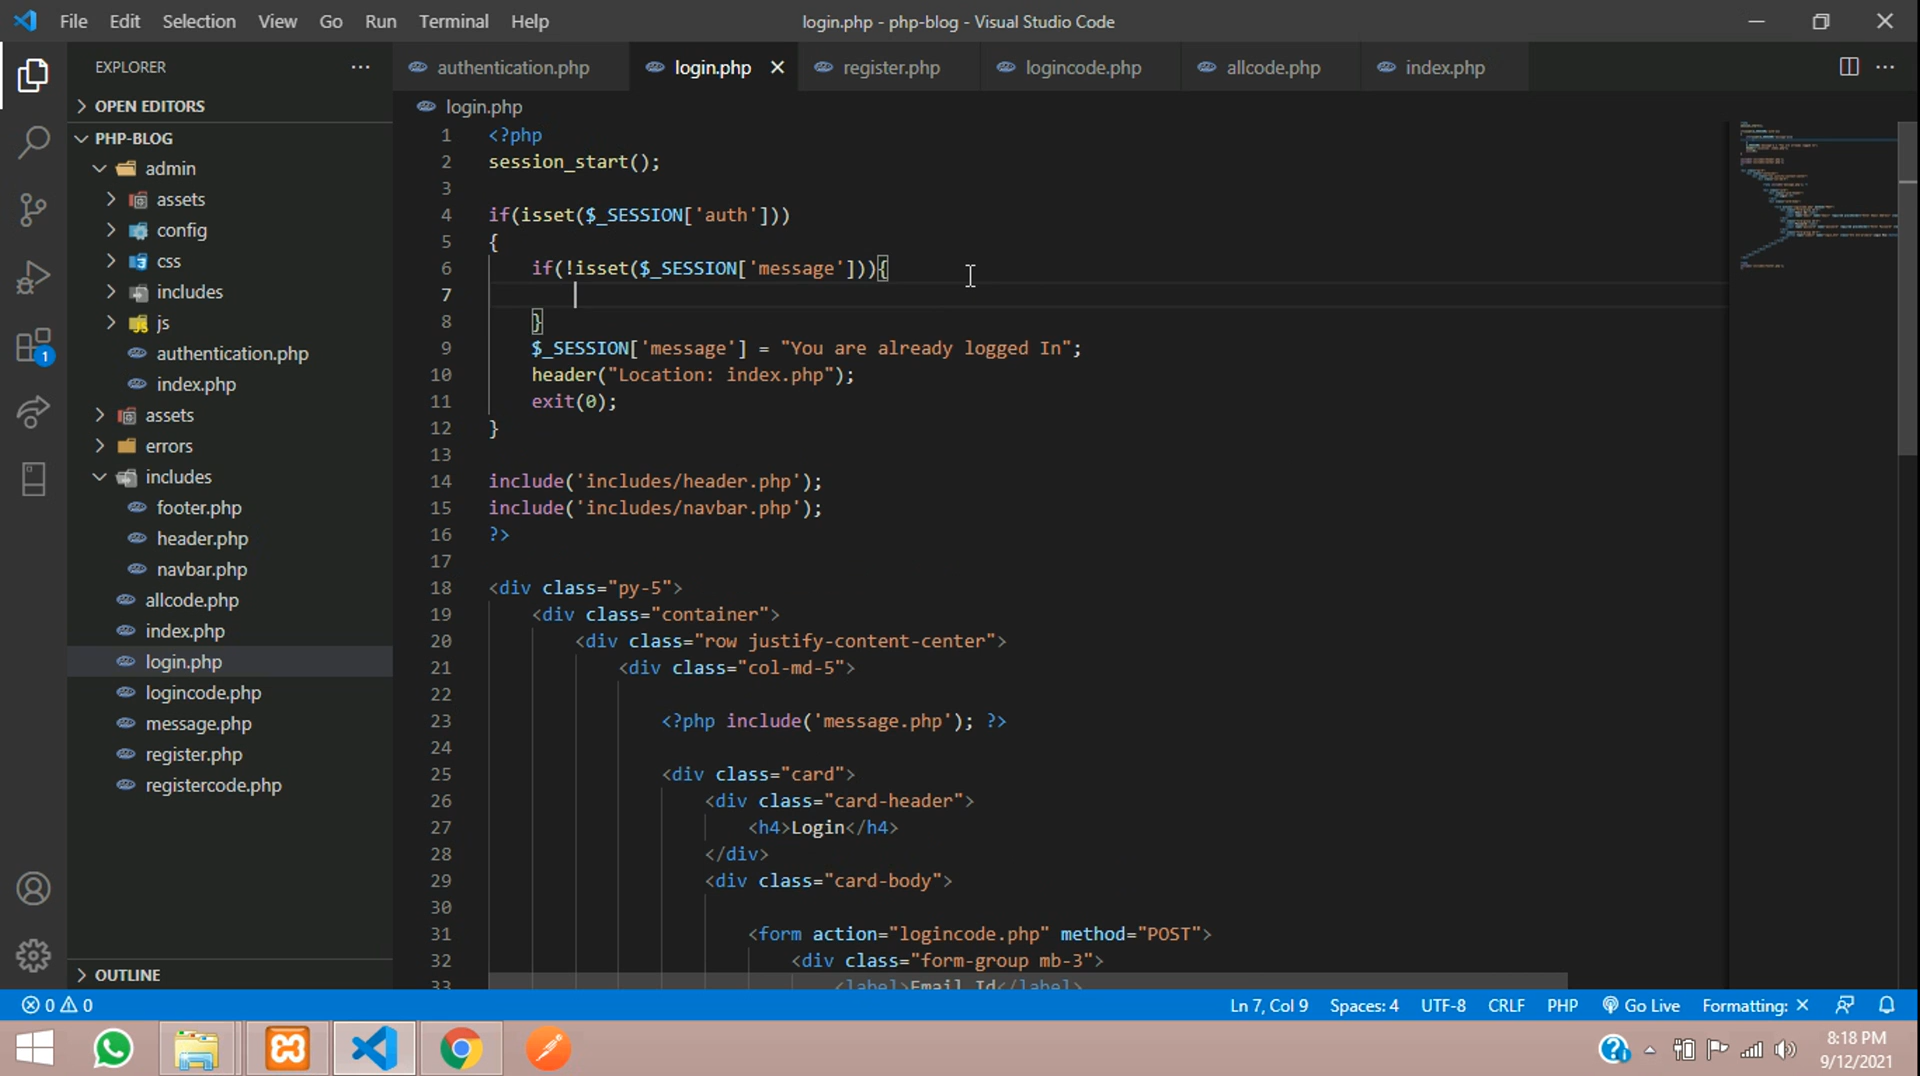 File Edit Selection View Go Run Terminal Help
login.php - php-blog - Visual Studio Code
EXPLORER
OPEN EDITORS
PHP-BLOG
admin
assets
config
css
includes
js
authentication.php
index.php
assets
errors
includes
footer.php
header.php
navbar.php
allcode.php
index.php
login.php
logincode.php
message.php
register.php
registercode.php
OUTLINE
1
authentication.php login.php register.php logincode.php allcode.php index.php
login.php
1 <?php
2 session_start();
3
4 if(isset($_SESSION['auth']))
5 {
6 if(!isset($_SESSION['message'])){
7
8 }
9 $_SESSION['message'] = "You are already logged In";
10 header("Location: index.php");
11 exit(0);
12 }
13
14 include('includes/header.php');
15 include('includes/navbar.php');
16 ?>
17
18 <div class="py-5">
19 <div class="container">
20 <div class="row justify-content-center">
21 <div class="col-md-5">
22
23 <?php include('message.php'); ?>
24
25 <div class="card">
26 <div class="card-header">
27 <h4>Login</h4>
28 </div>
29 <div class="card-body">
30
31 <form action="logincode.php" method="POST">
32 <div class="form-group mb-3">
33 <label>Email Id</label>
0 0
Ln 7, Col 9 Spaces: 4 UTF-8 CRLF PHP Go Live Formatting: ×
8:18 PM
9/12/2021